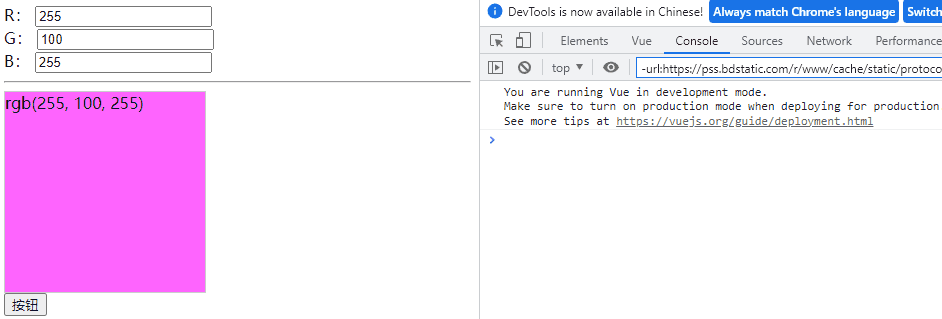 R: 255
G: 100
B: 255
rgb(255, 100, 255)
按钮
DevTools is now available in Chinese! Always match Chrome's language Switch
Elements Vue Console Sources Network Performance
top -url:https://pss.bdstatic.com/r/www/cache/static/protoco
You are running Vue in development mode.
Make sure to turn on production mode when deploying for production
See more tips at https://vuejs.org/guide/deployment.html